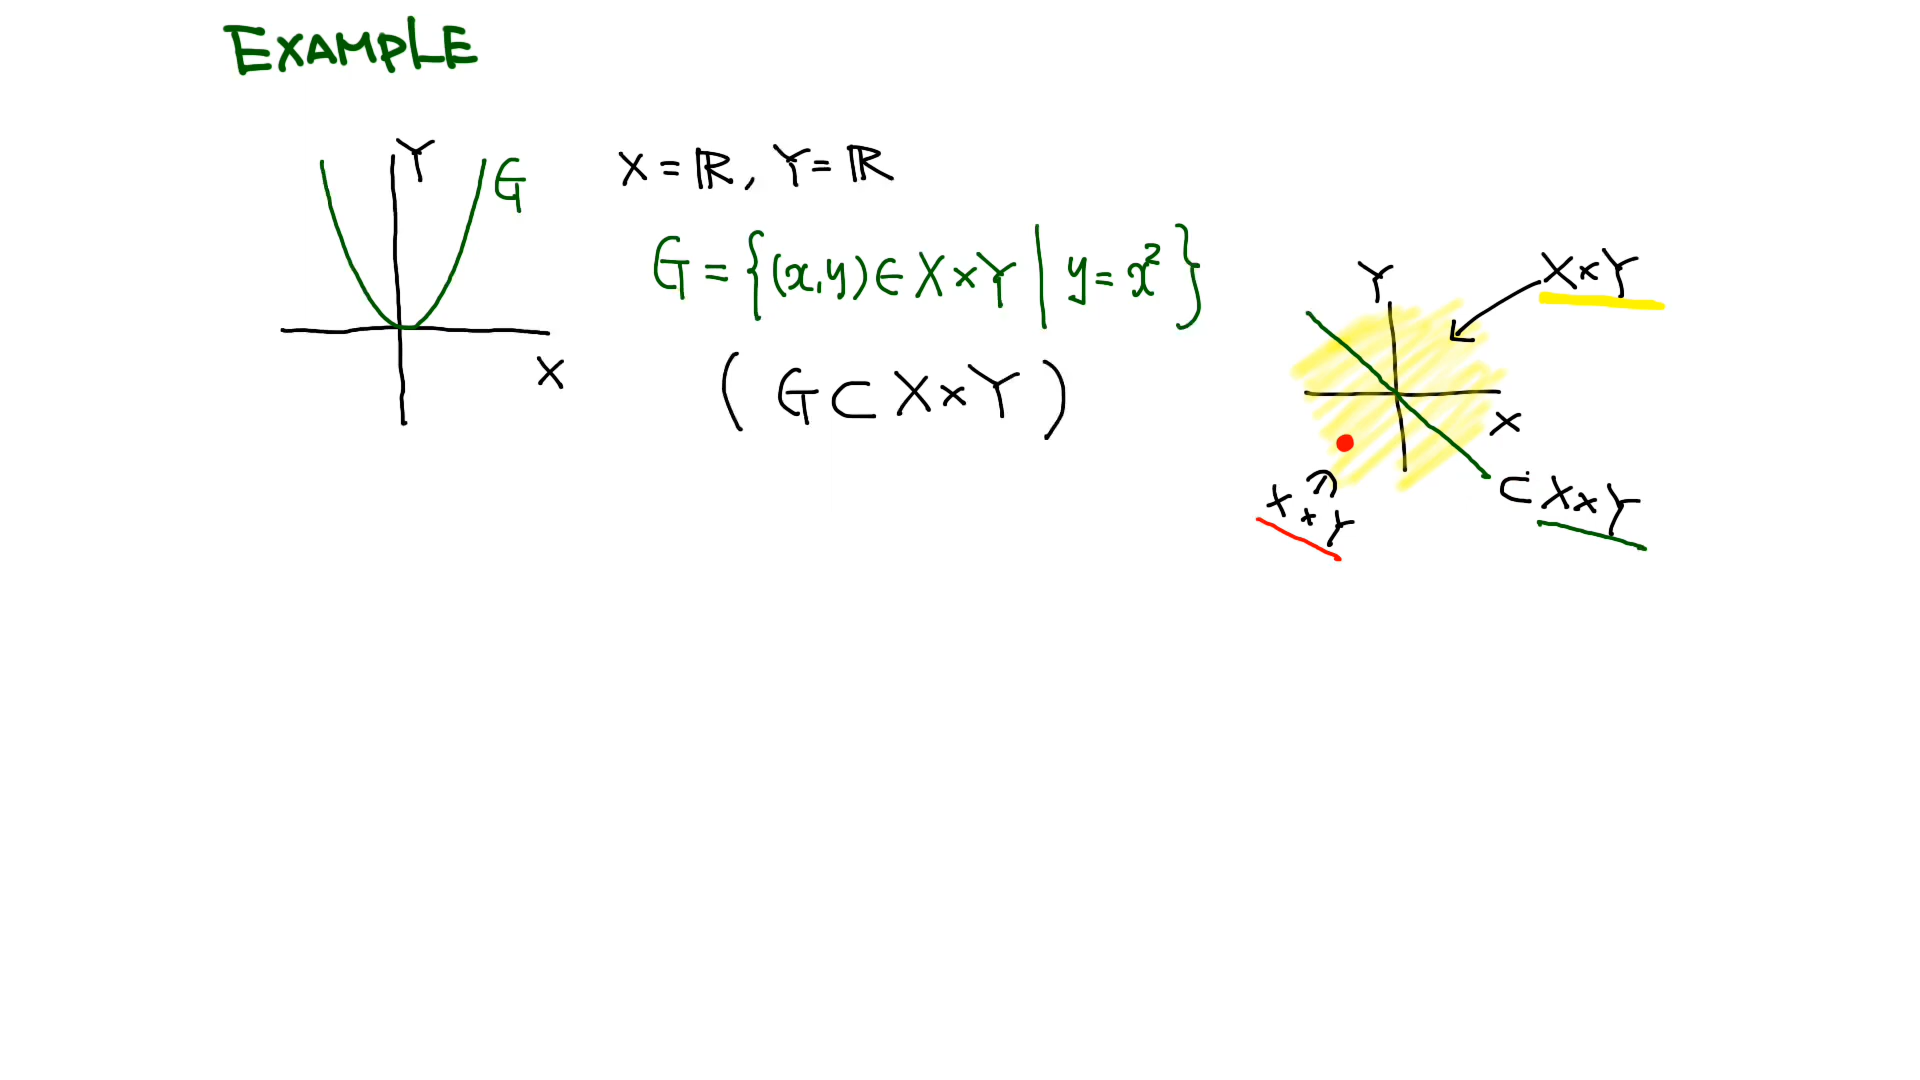 EXAMPLE
Y
G
X
X = ℝ, Y = ℝ
G = {(x,y) ∈ X×Y | y = x²}
(G ⊂ X×Y)
X×Y
Y
X
⊂ X×Y
∩
X×Y